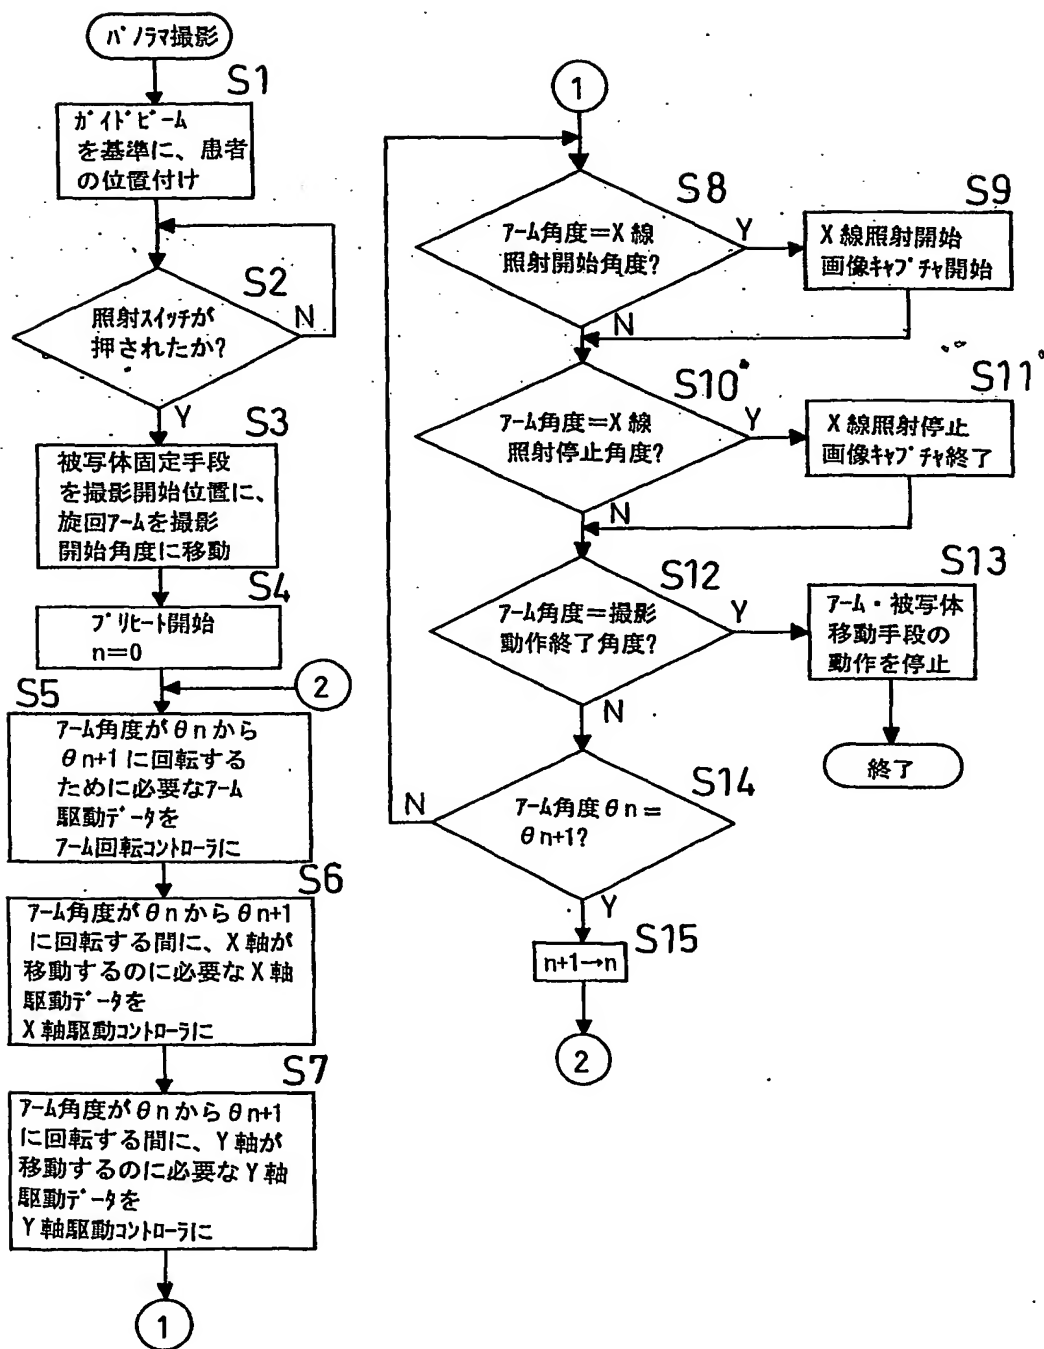 パノラマ撮影
S1
ガイドビーム
を基準に、患者
の位置付け
S2
照射スイッチが
押されたか?
N
Y
S3
被写体固定手段
を撮影開始位置に、
旋回アームを撮影
開始角度に移動
S4
プリヒート開始
n=0
2
S5
アーム角度がθnから
θn+1に回転する
ために必要なアーム
駆動データを
アーム回転コントローラに
S6
アーム角度がθnからθn+1
に回転する間に、X軸が
移動するのに必要なX軸
駆動データを
X軸駆動コントローラに
S7
アーム角度がθnからθn+1
に回転する間に、Y軸が
移動するのに必要なY軸
駆動データを
Y軸駆動コントローラに
1
1
S8
アーム角度=X線
照射開始角度?
Y
N
S9
X線照射開始
画像キャプチャ開始
S10
アーム角度=X線
照射停止角度?
Y
N
S11
X線照射停止
画像キャプチャ終了
S12
アーム角度=撮影
動作終了角度?
Y
N
S13
アーム・被写体
移動手段の
動作を停止
終了
S14
アーム角度θn=
θn+1?
N
Y
S15
n+1→n
2